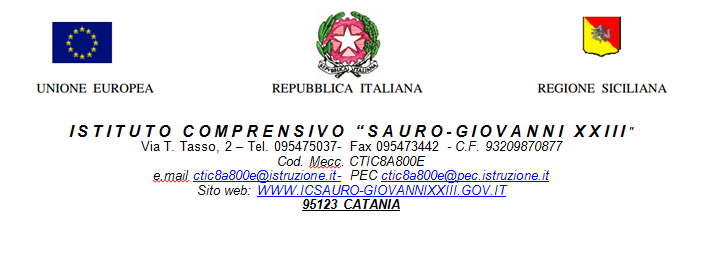 UNIONE EUROPEA REPUBBLICA ITALIANA REGIONE SICILIANA
REPVBBLICA ITALIANA
ISTITUTO COMPRENSIVO “SAURO-GIOVANNI XXIII"
Via T. Tasso, 2 – Tel. 095475037- Fax 095473442 - C.F. 93209870877
Cod. Mecc. CTIC8A800E
e.mail ctic8a800e@istruzione.it- PEC ctic8a800e@pec.istruzione.it
Sito web: WWW.ICSAURO-GIOVANNIXXIII.GOV.IT
95123 CATANIA